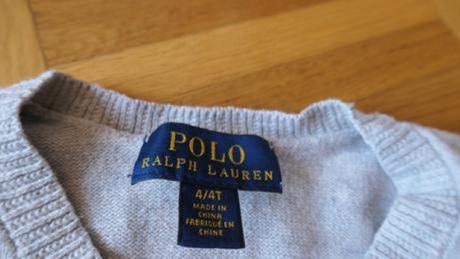 POLO
RALPH LAUREN
4/4T
MADE IN
CHINA
FABRIQUÉ EN
CHINE